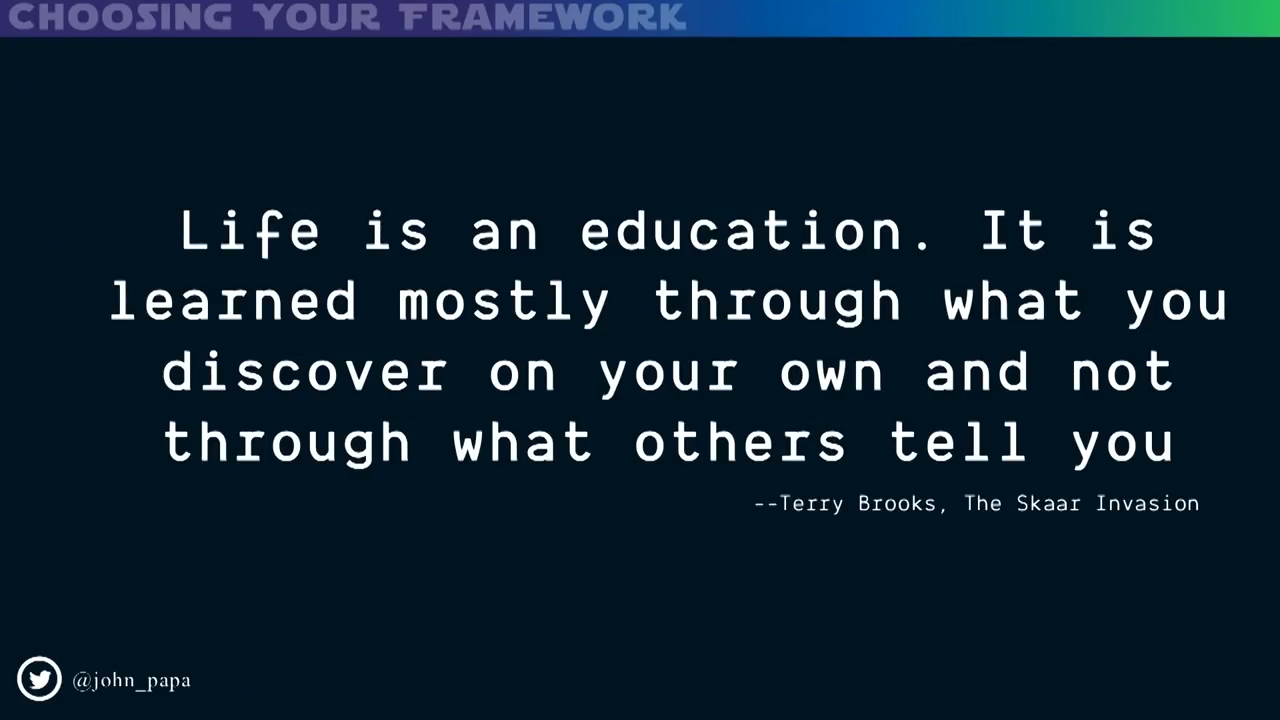 CHOOSING YOUR FRAMEWORK
Life is an education. It is
learned mostly through what you
discover on your own and not
through what others tell you
--Terry Brooks, The Skaar Invasion
@john_papa